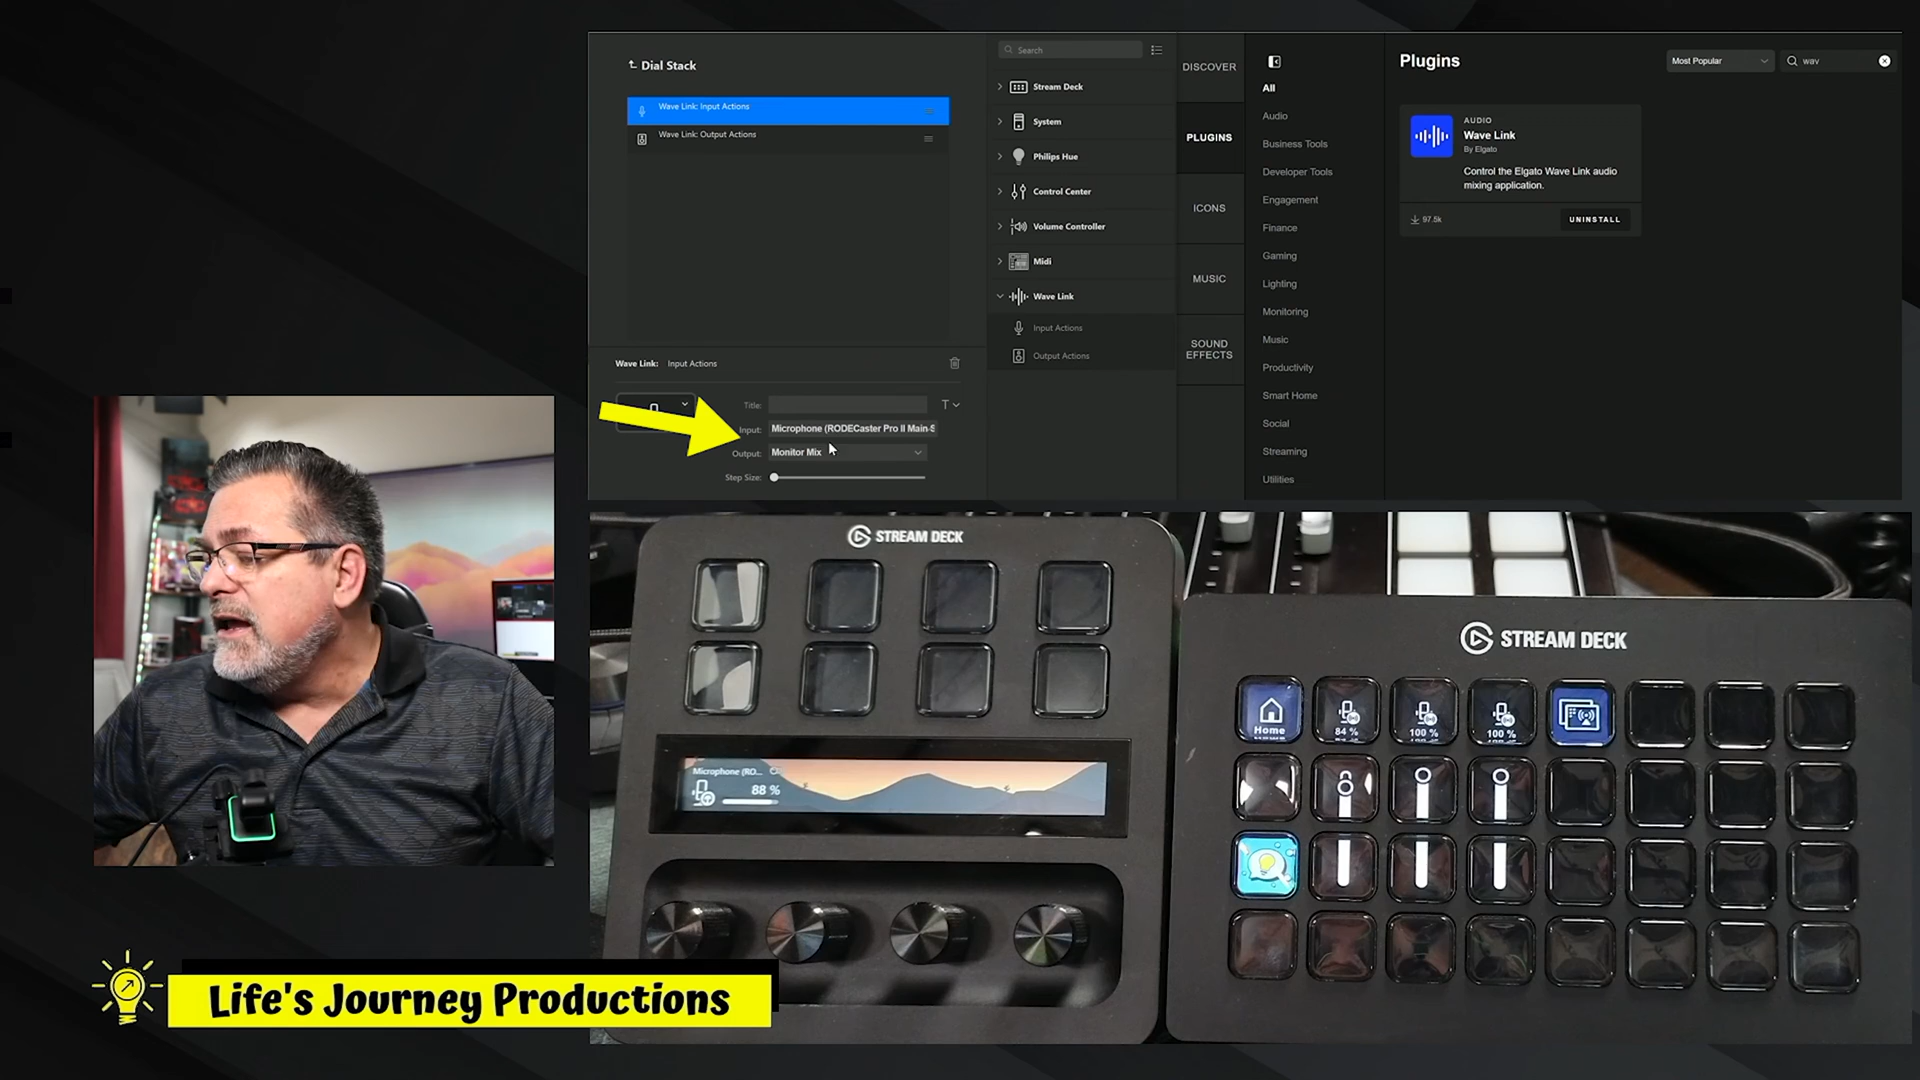 Dial Stack
Wave Link: Input Actions
Wave Link: Output Actions
Wave Link: Input Actions
Title:
T
Input: Microphone (RODECaster Pro II Main-S
Output: Monitor Mix
Step Size:
Search
Stream Deck
System
Philips Hue
Control Center
Volume Controller
Midi
Wave Link
Input Actions
Output Actions
DISCOVER
PLUGINS
ICONS
MUSIC
SOUND
EFFECTS
All
Audio
Business Tools
Developer Tools
Engagement
Finance
Gaming
Lighting
Monitoring
Music
Productivity
Smart Home
Social
Streaming
Utilities
Plugins
Most Popular
wav
AUDIO
Wave Link
By Elgato
Control the Elgato Wave Link audio
mixing application.
97.5k
UNINSTALL
STREAM DECK
Microphone (RO...
88 %
STREAM DECK
Home
84 %
100 %
100 %
Life's Journey Productions